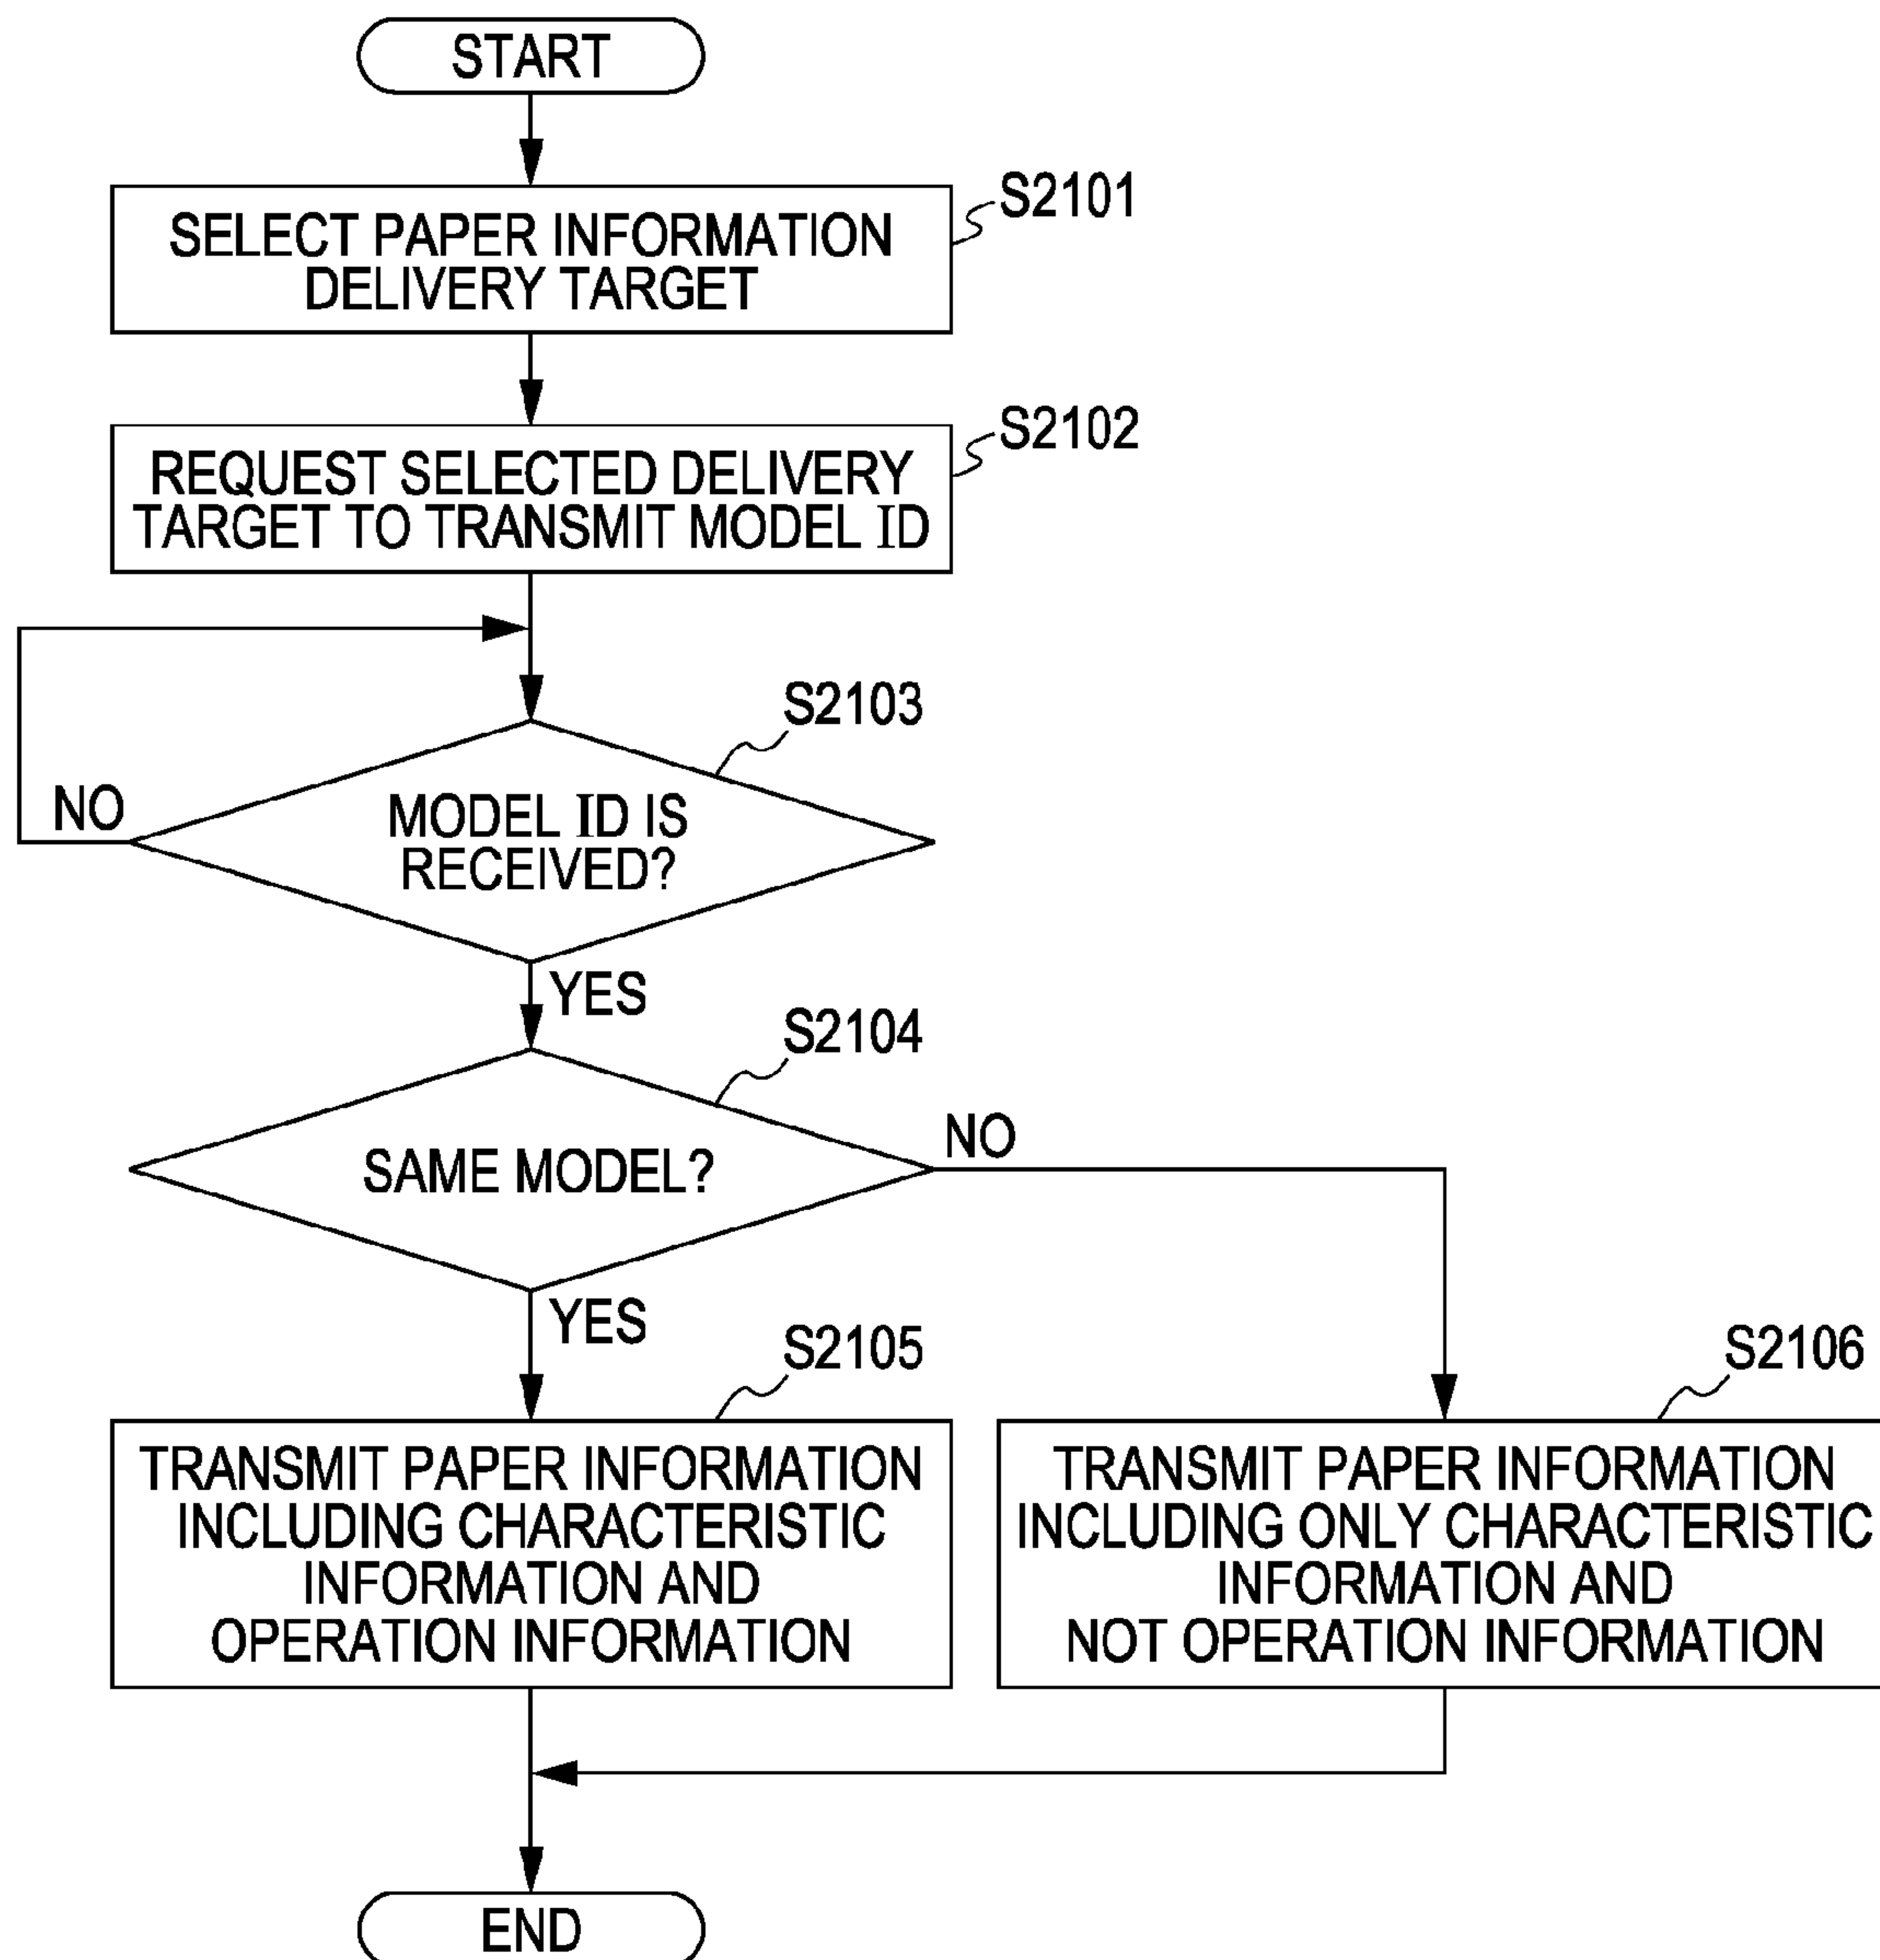 START
S2101
SELECT PAPER INFORMATION
DELIVERY TARGET
S2102
REQUEST SELECTED DELIVERY
TARGET TO TRANSMIT MODEL ID
S2103
NO
MODEL ID IS
RECEIVED?
YES
S2104
NO
SAME MODEL?
YES
S2105
TRANSMIT PAPER INFORMATION
INCLUDING CHARACTERISTIC
INFORMATION AND
OPERATION INFORMATION
S2106
TRANSMIT PAPER INFORMATION
INCLUDING ONLY CHARACTERISTIC
INFORMATION AND
NOT OPERATION INFORMATION
END